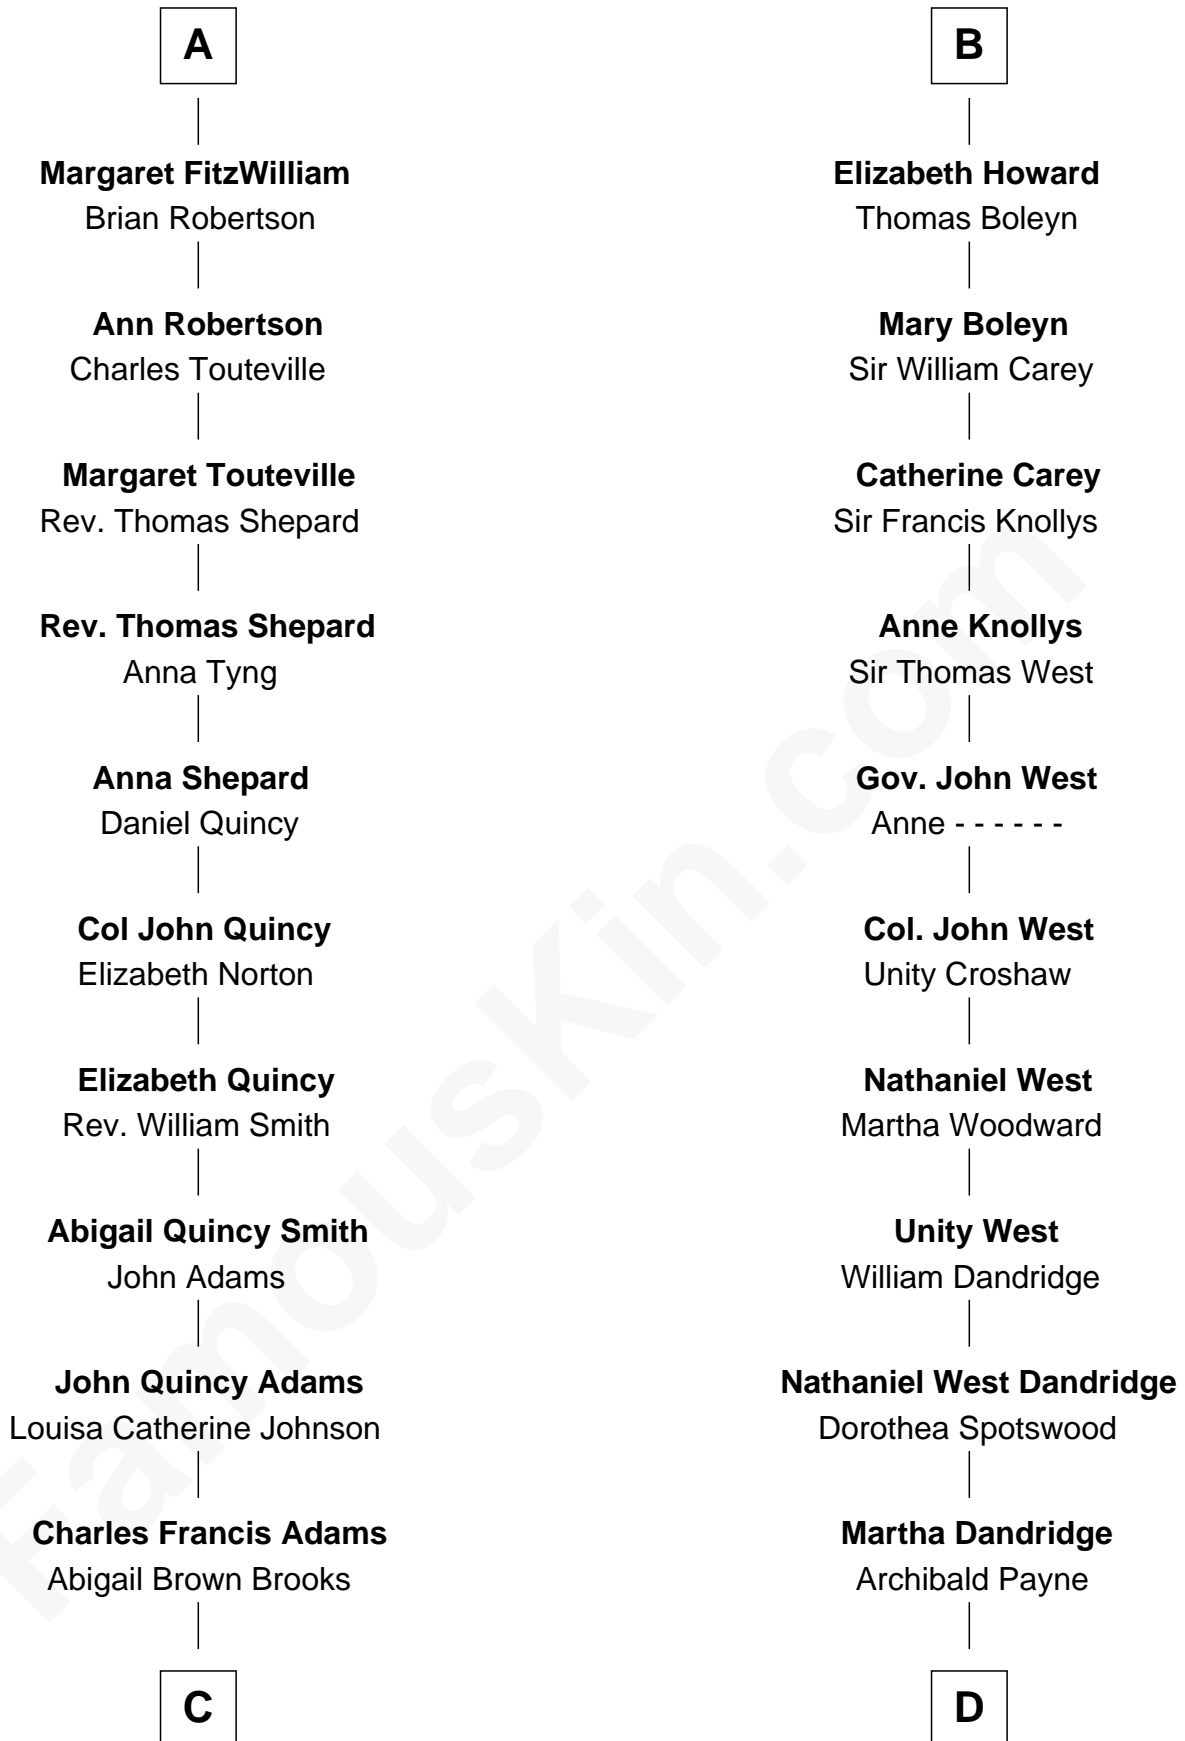 A
Margaret FitzWilliam
Brian Robertson
Ann Robertson
Charles Touteville
Margaret Touteville
Rev. Thomas Shepard
Rev. Thomas Shepard
Anna Tyng
Anna Shepard
Daniel Quincy
Col John Quincy
Elizabeth Norton
Elizabeth Quincy
Rev. William Smith
Abigail Quincy Smith
John Adams
John Quincy Adams
Louisa Catherine Johnson
Charles Francis Adams
Abigail Brown Brooks
C
B
Elizabeth Howard
Thomas Boleyn
Mary Boleyn
Sir William Carey
Catherine Carey
Sir Francis Knollys
Anne Knollys
Sir Thomas West
Gov. John West
Anne - - - - - -
Col. John West
Unity Croshaw
Nathaniel West
Martha Woodward
Unity West
William Dandridge
Nathaniel West Dandridge
Dorothea Spotswood
Martha Dandridge
Archibald Payne
D
FamousKin.com